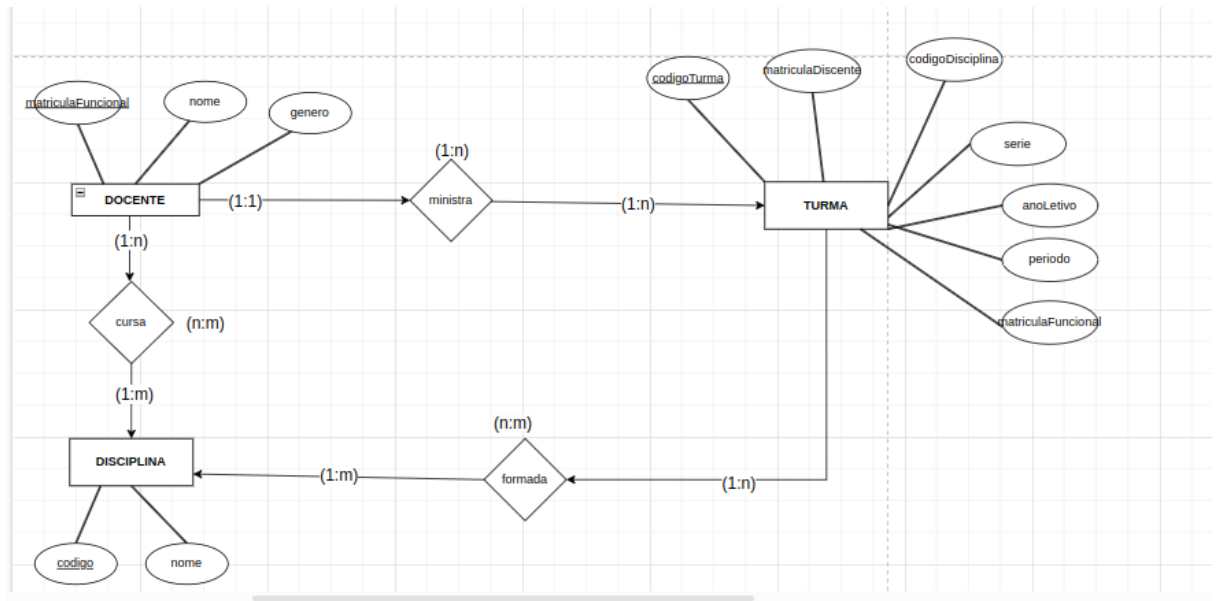 codigoDisciplina
matriculaDiscente
codigoTurma
matriculaFuncional
nome
genero
serie
(1:n)
DOCENTE
(1:1)
ministra
(1:n)
TURMA
anoLetivo
(1:n)
periodo
cursa
(n:m)
matriculaFuncional
(1:m)
(n:m)
DISCIPLINA
(1:m)
formada
(1:n)
codigo
nome